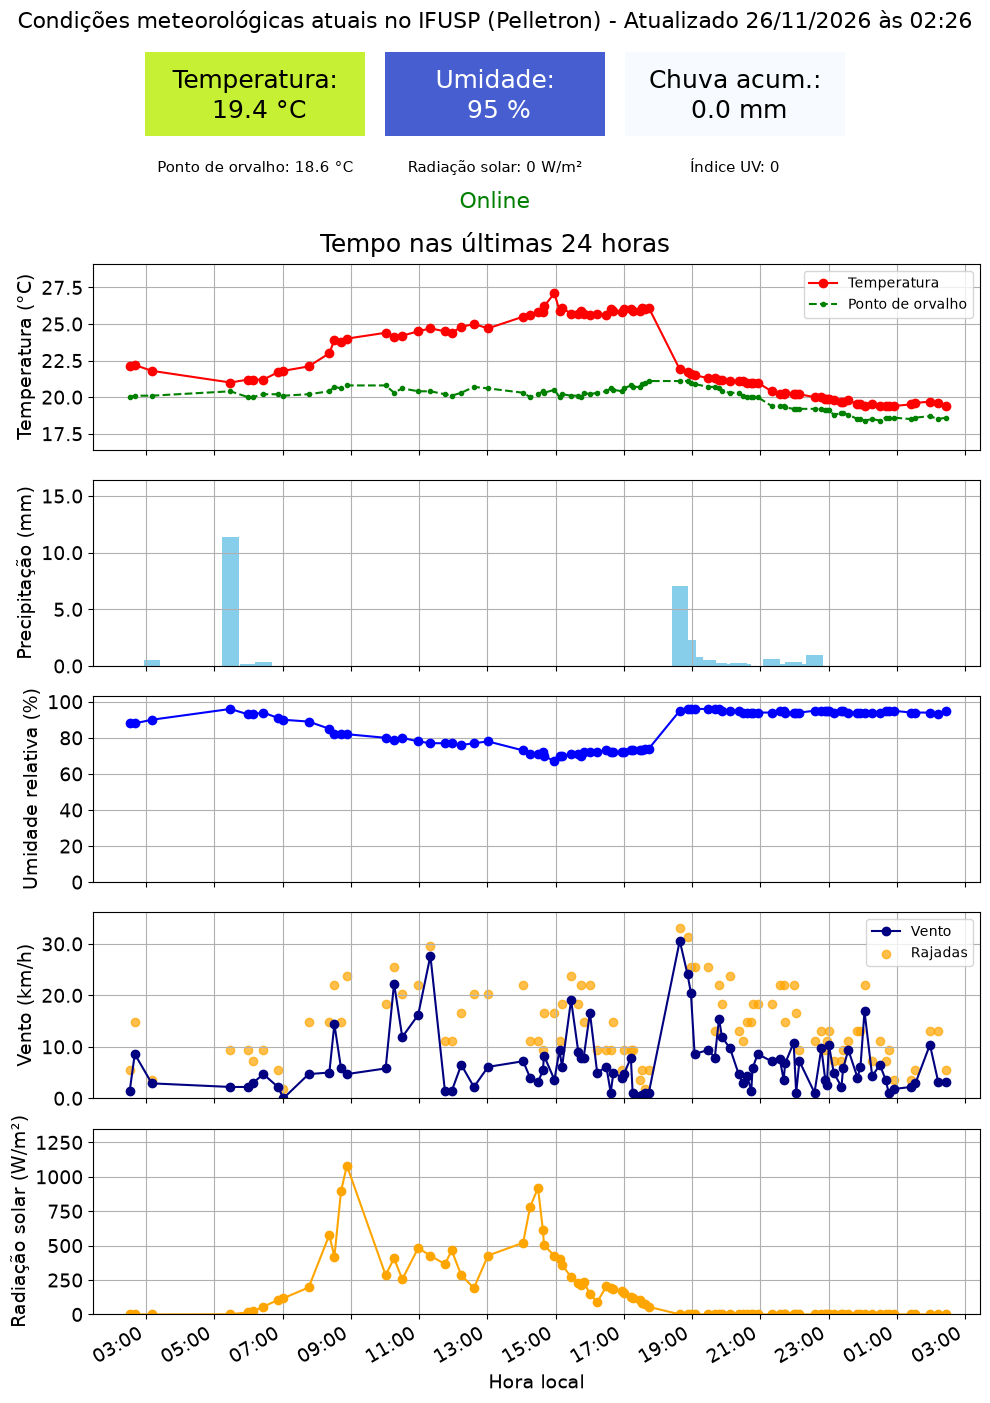 Condições meteorológicas atuais no IFUSP (Pelletron) - Atualizado 26/11/2026 às 02:26
Temperatura:
19.4 °C
Umidade:
95 %
Chuva acum.:
0.0 mm
Ponto de orvalho: 18.6 °C
Radiação solar: 0 W/m²
Índice UV: 0
Online
Tempo nas últimas 24 horas
Temperatura (°C)
27.5
25.0
22.5
20.0
17.5
Temperatura
Ponto de orvalho
Precipitação (mm)
15.0
10.0
5.0
0.0
Umidade relativa (%)
100
80
60
40
20
0
Vento (km/h)
30.0
20.0
10.0
0.0
Vento
Rajadas
Radiação solar (W/m²)
1250
1000
750
500
250
0
03:00
05:00
07:00
09:00
11:00
13:00
15:00
17:00
19:00
21:00
23:00
01:00
03:00
Hora local